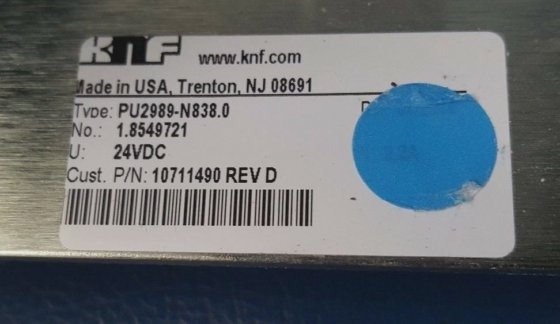 KNF www.knf.com
Made in USA, Trenton, NJ 08691
Type: PU2989-N838.0
No.: 1.8549721
U: 24VDC
Cust. P/N: 10711490 REV D